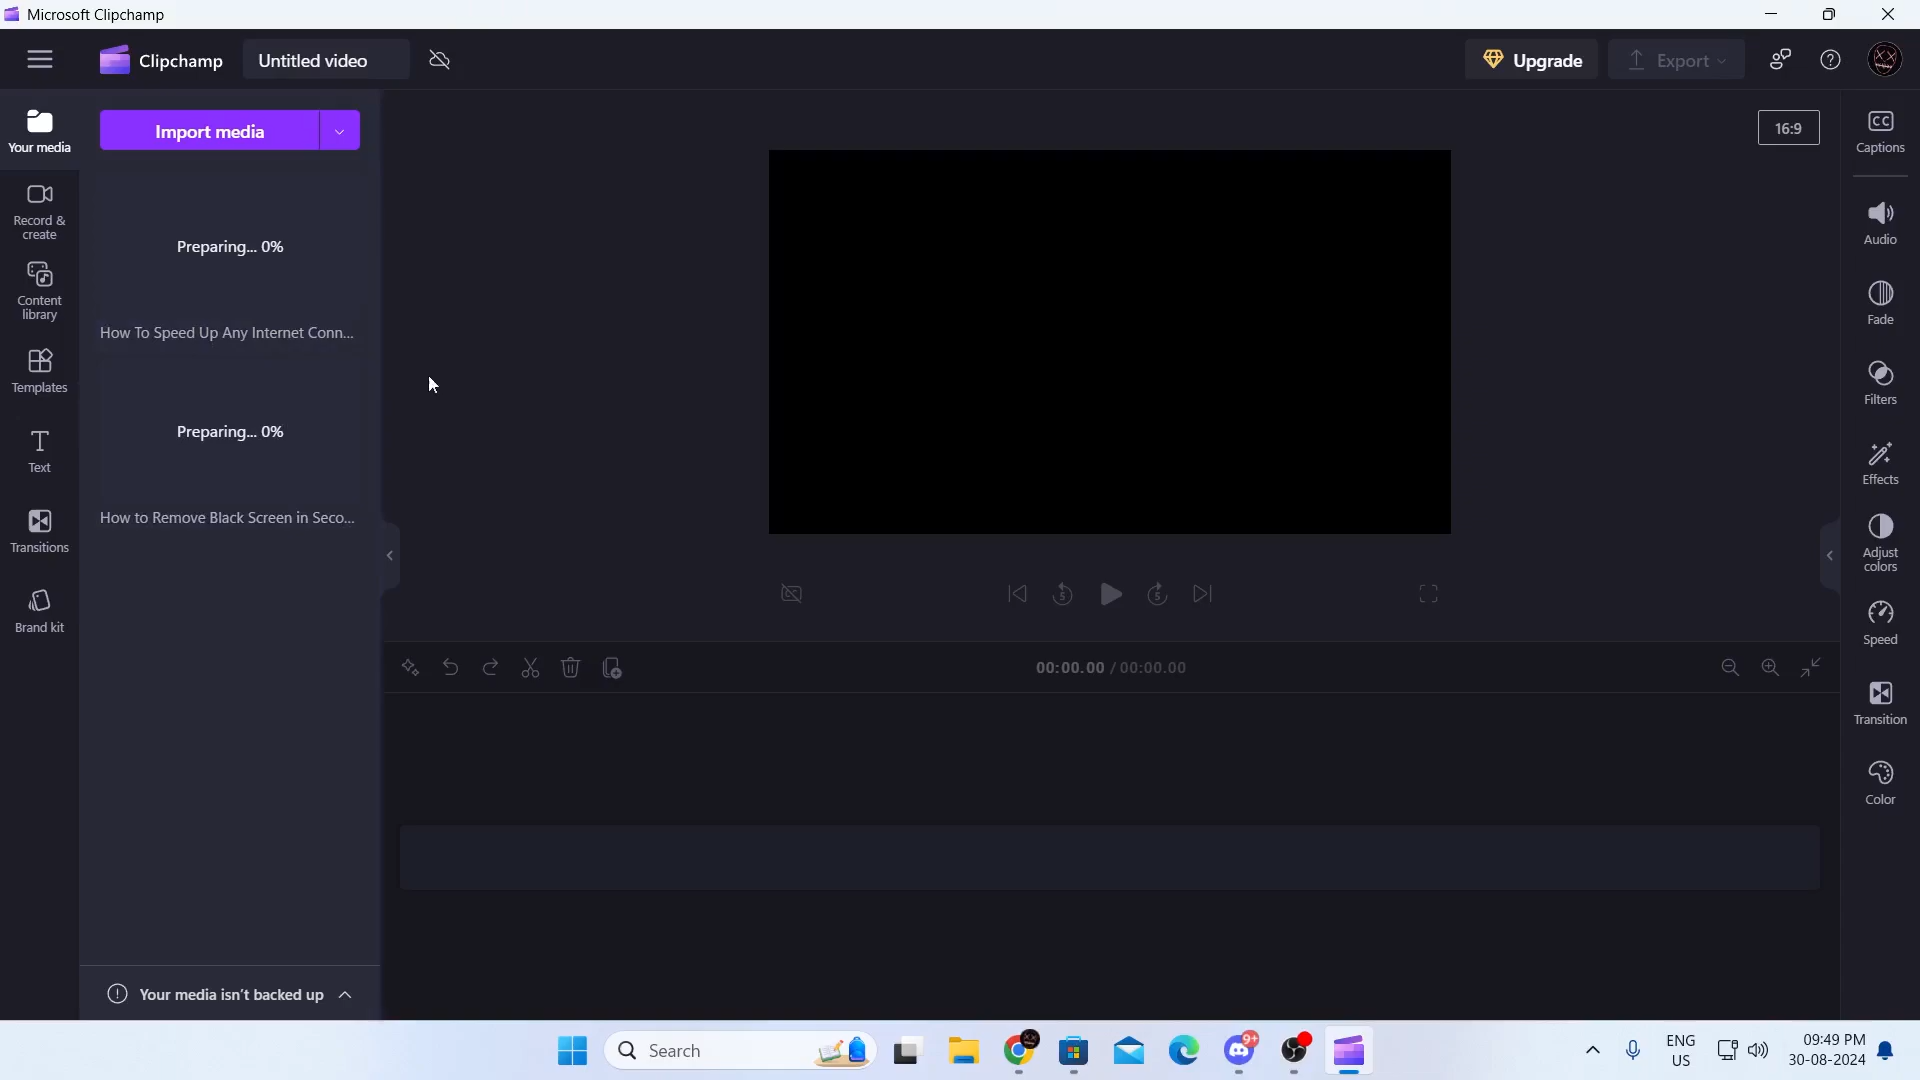 Microsoft Clipchamp
Clipchamp
Untitled video
Upgrade
Export
Your media
Import media
16:9
Captions
Record &
create
Preparing... 0%
Audio
Content
library
How To Speed Up Any Internet Conn...
Fade
Templates
Filters
Preparing... 0%
Text
Effects
How to Remove Black Screen in Seco...
Transitions
Adjust
colors
5
5
Brand kit
Speed
00:00.00 / 00:00.00
Transition
Color
Your media isn't backed up
Search
9+
ENG
US
09:49 PM
30-08-2024